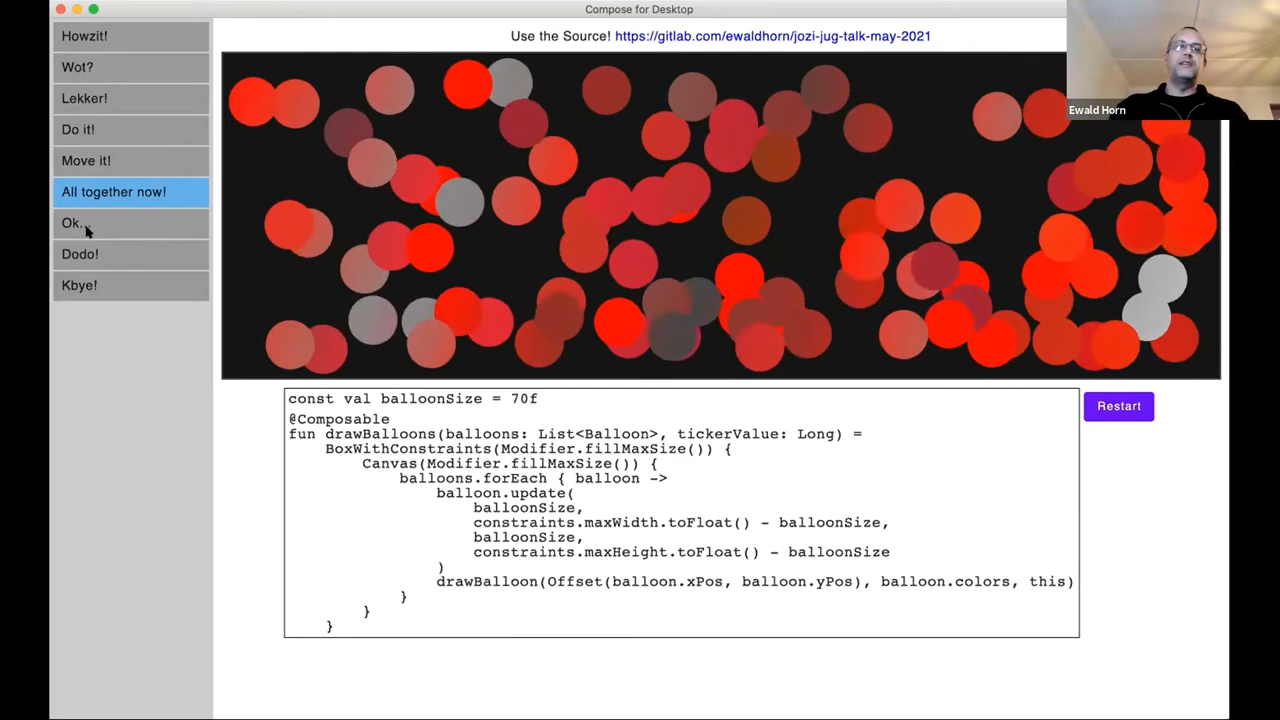 Compose for Desktop
Howzit!
Wot?
Lekker!
Do it!
Move it!
All together now!
Ok..
Dodo!
Kbye!
Use the Source! https://gitlab.com/ewaldhorn/jozi-jug-talk-may-2021
Ewald Horn
const val balloonSize = 70f
@Composable
fun drawBalloons(balloons: List<Balloon>, tickerValue: Long) =
BoxWithConstraints(Modifier.fillMaxSize()) {
Canvas(Modifier.fillMaxSize()) {
balloons.forEach { balloon ->
balloon.update(
balloonSize,
constraints.maxWidth.toFloat() - balloonSize,
balloonSize,
constraints.maxHeight.toFloat() - balloonSize
)
drawBalloon(Offset(balloon.xPos, balloon.yPos), balloon.colors, this)
}
}
}
Restart